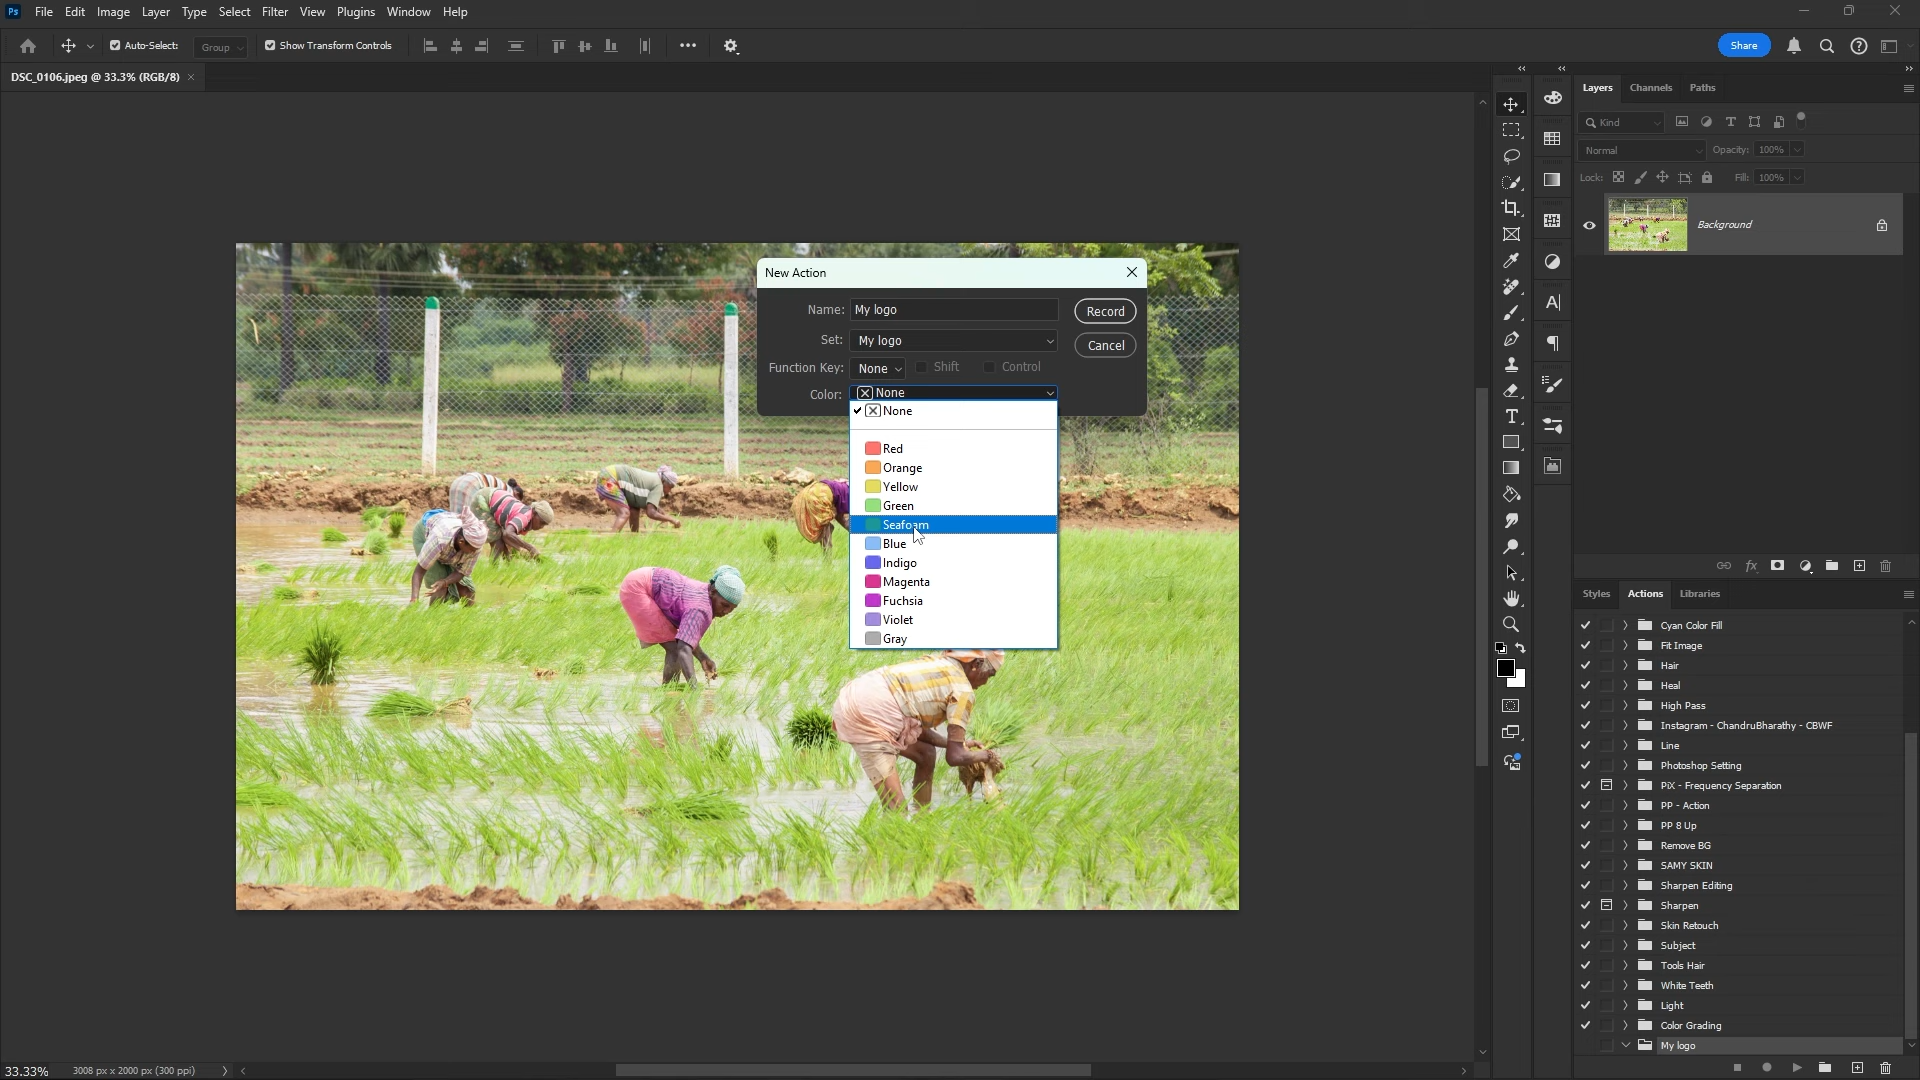 Ps File Edit Image Layer Type Select Filter View Plugins Window Help
Auto-Select: Group Show Transform Controls Share
DSC_0106.jpeg @ 33.3% (RGB/8)
Layers Channels Paths
Kind
Normal Opacity: 100%
Lock: Fill: 100%
Background
New Action
Name: My logo Record
Set: My logo Cancel
Function Key: None Shift Control
Color: None
None
Red
Orange
Yellow
Green
Seafoam
Blue
Indigo
Magenta
Fuchsia
Violet
Gray
Styles Actions Libraries
Cyan Color Fill
Fit Image
Hair
Heal
High Pass
Instagram - ChandruBharathy - CBWF
Line
Photoshop Setting
PiX - Frequency Separation
PP - Action
PP 8 Up
Remove BG
SAMY SKIN
Sharpen Editing
Sharpen
Skin Retouch
Subject
Tools Hair
White Teeth
Light
Color Grading
My logo
33.33% 3008 px x 2000 px (300 ppi)